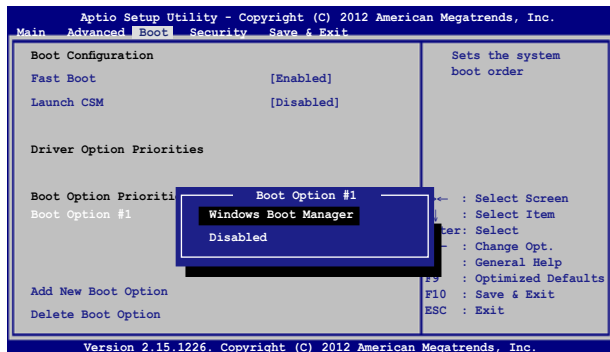 Aptio Setup Utility - Copyright (C) 2012 American Megatrends, Inc.
Main Advanced Boot Security Save & Exit
Boot Configuration
Fast Boot [Enabled]
Launch CSM [Disabled]
Driver Option Priorities
Boot Option Prioriti
Boot Option #1
Add New Boot Option
Delete Boot Option
Boot Option #1
Windows Boot Manager
Disabled
Sets the system
boot order
: Select Screen
: Select Item
ter: Select
: Change Opt.
: General Help
F9 : Optimized Defaults
F10 : Save & Exit
ESC : Exit
Version 2.15.1226. Copyright (C) 2012 American Megatrends, Inc.